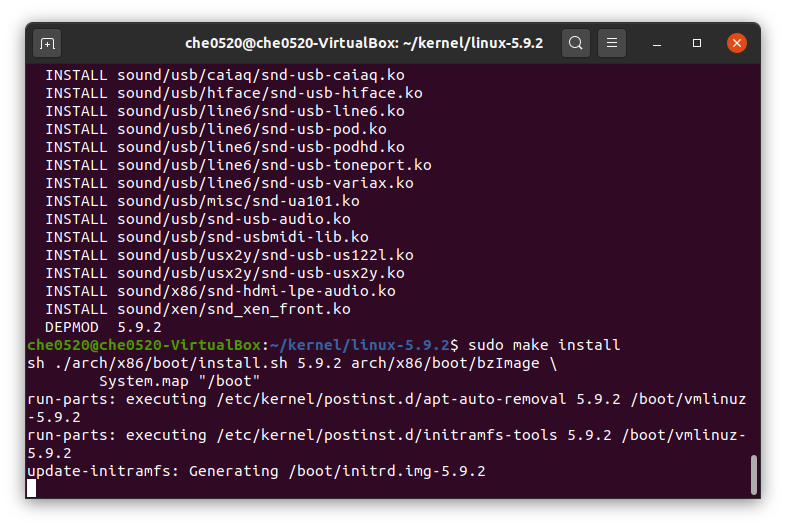 che0520@che0520-VirtualBox: ~/kernel/linux-5.9.2
INSTALL sound/usb/caiaq/snd-usb-caiaq.ko
INSTALL sound/usb/hiface/snd-usb-hiface.ko
INSTALL sound/usb/line6/snd-usb-line6.ko
INSTALL sound/usb/line6/snd-usb-pod.ko
INSTALL sound/usb/line6/snd-usb-podhd.ko
INSTALL sound/usb/line6/snd-usb-toneport.ko
INSTALL sound/usb/line6/snd-usb-variax.ko
INSTALL sound/usb/misc/snd-ua101.ko
INSTALL sound/usb/snd-usb-audio.ko
INSTALL sound/usb/snd-usbmidi-lib.ko
INSTALL sound/usb/usx2y/snd-usb-us122l.ko
INSTALL sound/usb/usx2y/snd-usb-usx2y.ko
INSTALL sound/x86/snd-hdmi-lpe-audio.ko
INSTALL sound/xen/snd_xen_front.ko
DEPMOD  5.9.2
che0520@che0520-VirtualBox:~/kernel/linux-5.9.2$ sudo make install
sh ./arch/x86/boot/install.sh 5.9.2 arch/x86/boot/bzImage \
System.map "/boot"
run-parts: executing /etc/kernel/postinst.d/apt-auto-removal 5.9.2 /boot/vmlinuz
-5.9.2
run-parts: executing /etc/kernel/postinst.d/initramfs-tools 5.9.2 /boot/vmlinuz-
5.9.2
update-initramfs: Generating /boot/initrd.img-5.9.2